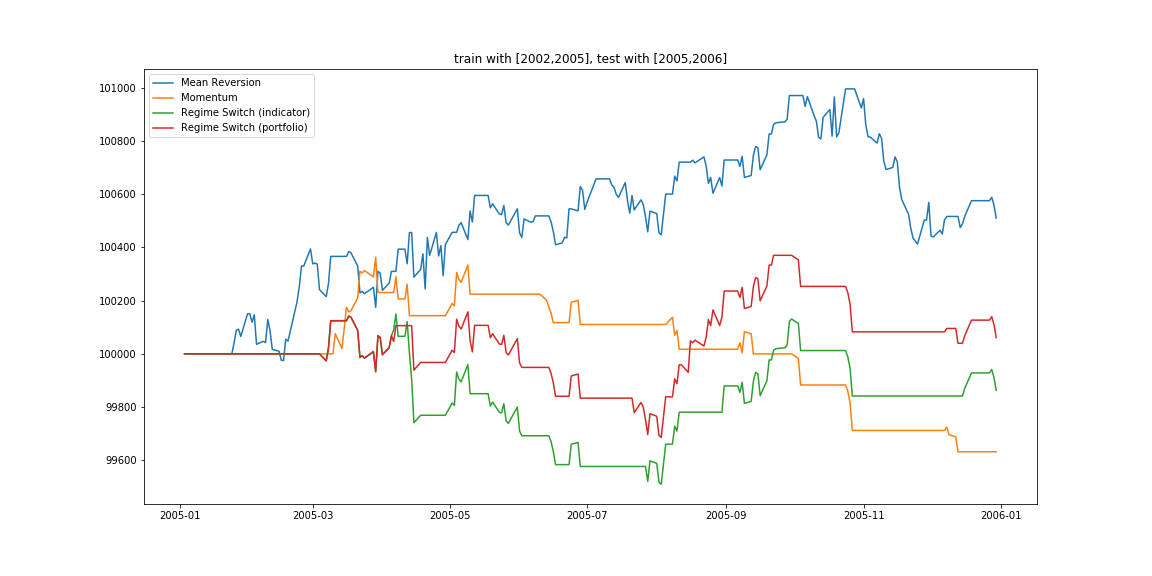 train with [2002,2005], test with [2005,2006]
Mean Reversion
Momentum
Regime Switch (indicator)
Regime Switch (portfolio)
101000
100800
100600
100400
100200
100000
99800
99600
2005-01 2005-03 2005-05 2005-07 2005-09 2005-11 2006-01